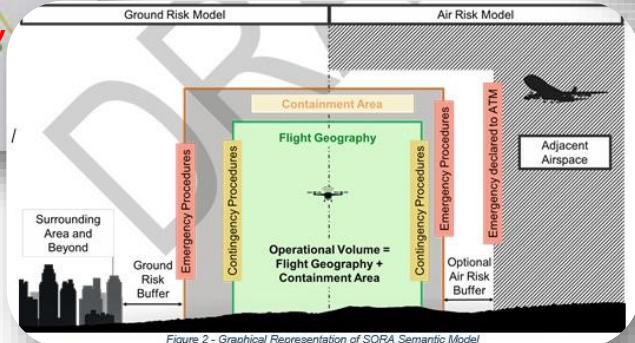 Ground Risk Model
Air Risk Model
DRA
Containment Area
Flight Geography
Emergency Procedures
Contingency Procedures
Contingency Procedures
Emergency Procedures
Emergency declared to ATM
Adjacent
Airspace
Surrounding
Area and
Beyond
Ground
Risk
Buffer
Operational Volume =
Flight Geography +
Containment Area
Optional
Air Risk
Buffer
Figure 2 - Graphical Representation of SORA Semantic Model